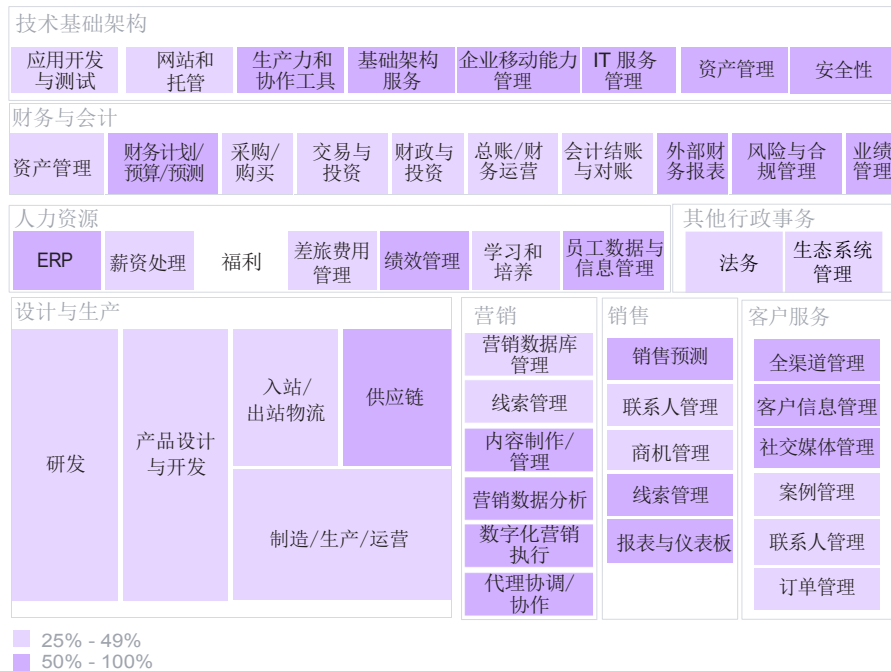 技术基础架构
应用开发
与测试
网站和
托管
生产力和
协作工具
基础架构
服务
企业移动能力
管理
IT 服务
管理
资产管理
安全性
财务与会计
资产管理
财务计划/
预算/预测
采购/
购买
交易与
投资
财政与
投资
总账/财
务运营
会计结账
与对账
外部财
务报表
风险与合
规管理
业绩
管理
人力资源
ERP
薪资处理
福利
差旅费用
管理
绩效管理
学习和
培养
员工数据与
信息管理
其他行政事务
法务
生态系统
管理
设计与生产
研发
产品设计
与开发
入站/
出站物流
供应链
制造/生产/运营
营销
营销数据库
管理
线索管理
内容制作/
管理
营销数据分析
数字化营销
执行
代理协调/
协作
销售
销售预测
联系人管理
商机管理
线索管理
报表与仪表板
客户服务
全渠道管理
客户信息管理
社交媒体管理
案例管理
联系人管理
订单管理
25% - 49%
50% - 100%